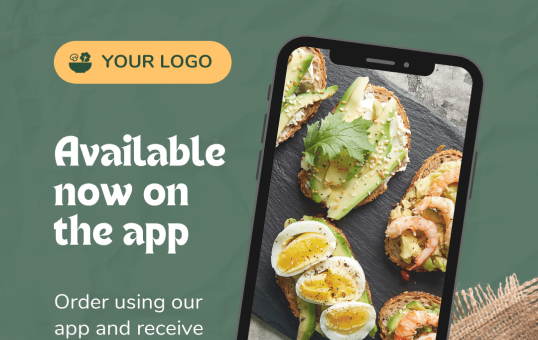 YOUR LOGO
Available
now on
the app
Order using our
app and receive